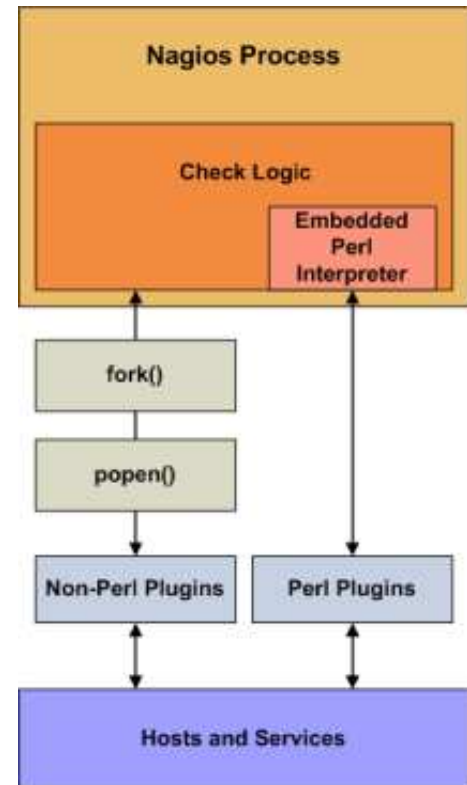 Nagios Process
Check Logic
Embedded
Perl
Interpreter
fork()
popen()
Non-Perl Plugins
Perl Plugins
Hosts and Services